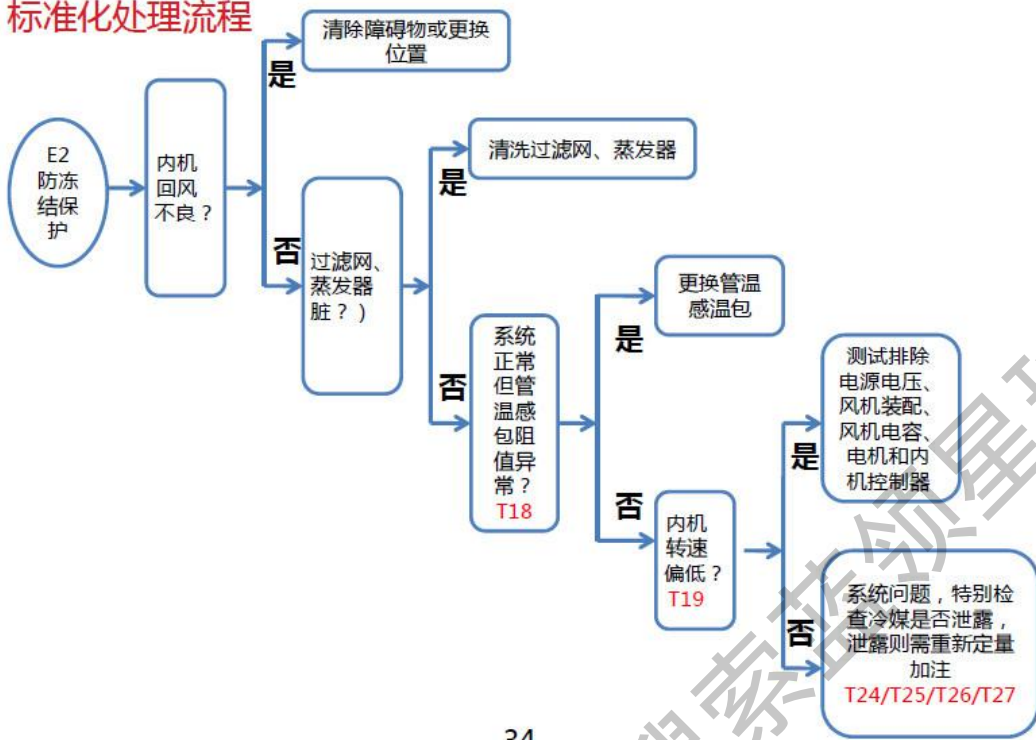 标准化处理流程
清除障碍物或更换
位置
是
E2
防冻
结保
护
内机
回风
不良？
否
过滤网、
蒸发器
脏？）
是
清洗过滤网、蒸发器
否
系统
正常
但管
温感
包阻
值异
常？
T18
是
更换管温
感温包
否
内机
转速
偏低？
T19
是
测试排除
电源电压、
风机装配、
风机电容、
电机和内
机控制器
否
系统问题，特别检
查冷媒是否泄露，
泄露则需重新定量
加注
T24/T25/T26/T27
34
搜索蓝领星球